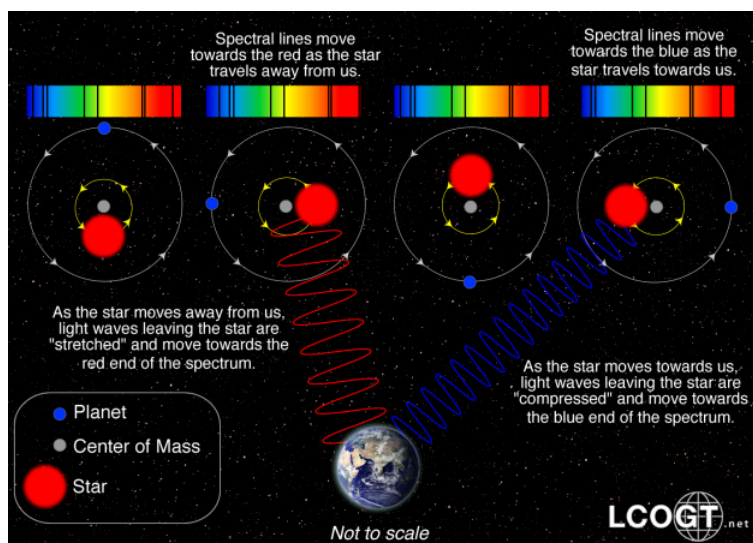 Spectral lines move
towards the red as the star
travels away from us.
Spectral lines move
towards the blue as the
star travels towards us.
As the star moves away from us,
light waves leaving the star are
"stretched" and move towards the
red end of the spectrum.
As the star moves towards us,
light waves leaving the star are
"compressed" and move towards
the blue end of the spectrum.
Planet
Center of Mass
Star
Not to scale
LCOGT.net